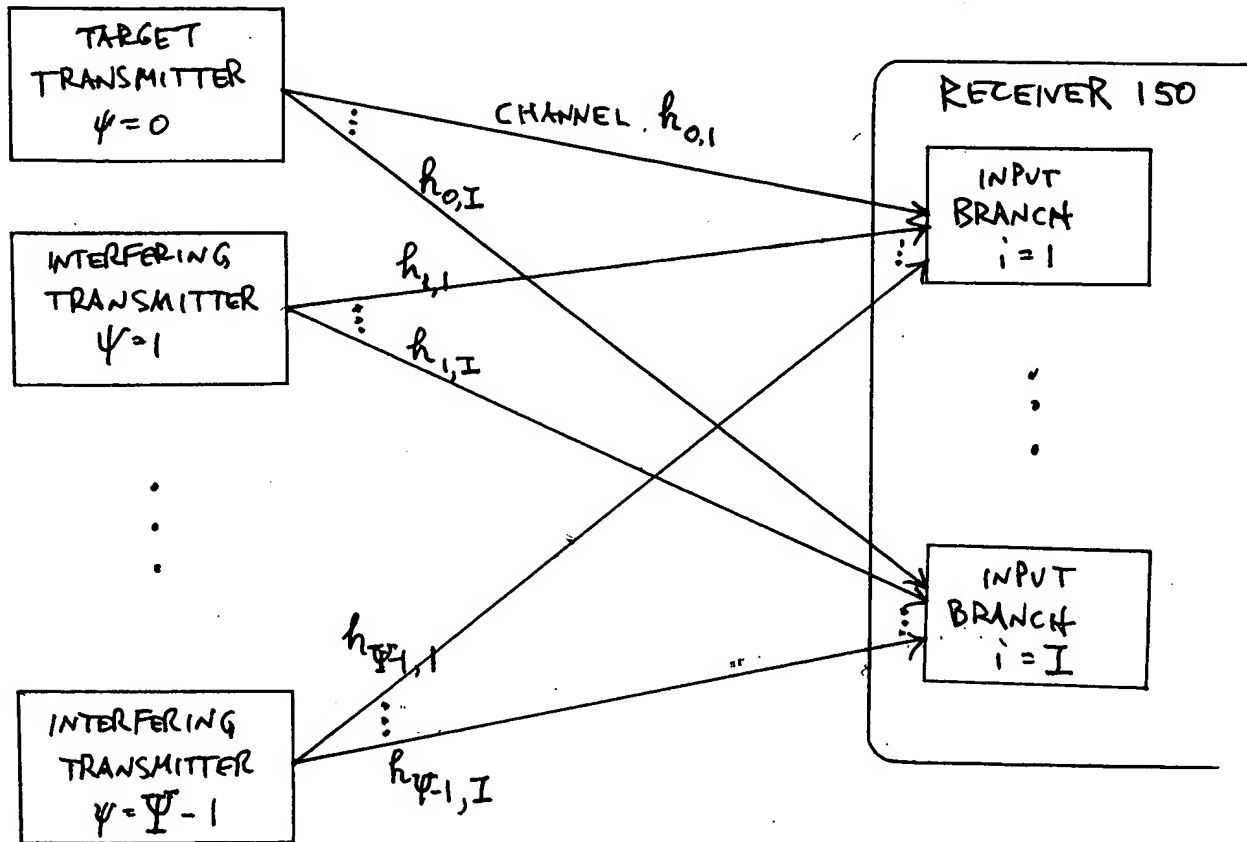 TARGET
TRANSMITTER
ψ=0
CHANNEL h0,1
h0,I
RECEIVER 150
INPUT
BRANCH
i=1
INTERFERING
TRANSMITTER
ψ=1
h1,1
h1,I
INPUT
BRANCH
i=I
hΨ-1,1
hΨ-1,I
INTERFERING
TRANSMITTER
ψ=Ψ-1